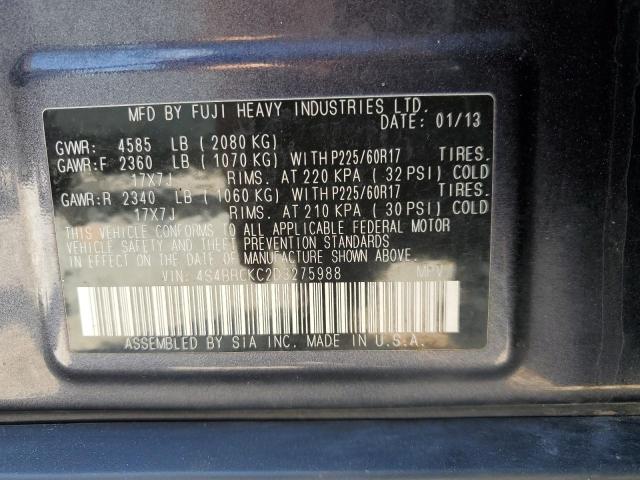 MFD BY FUJI HEAVY INDUSTRIES LTD.
DATE: 01/13
GVWR: 4585 LB ( 2080 KG)
GAWR:F 2360 LB ( 1070 KG) WITH P225/60R17 TIRES.
17X7J RIMS. AT 220 KPA ( 32 PSI) COLD
GAWR:R 2340 LB ( 1060 KG) WITH P225/60R17 TIRES.
17X7J RIMS. AT 210 KPA ( 30 PSI) COLD
THIS VEHICLE CONFORMS TO ALL APPLICABLE FEDERAL MOTOR
VEHICLE SAFETY AND THEFT PREVENTION STANDARDS
IN EFFECT ON THE DATE OF MANUFACTURE SHOWN ABOVE.
VIN: 4S4BRCKC2D3275988 MPV
ASSEMBLED BY SIA INC. MADE IN U.S.A.